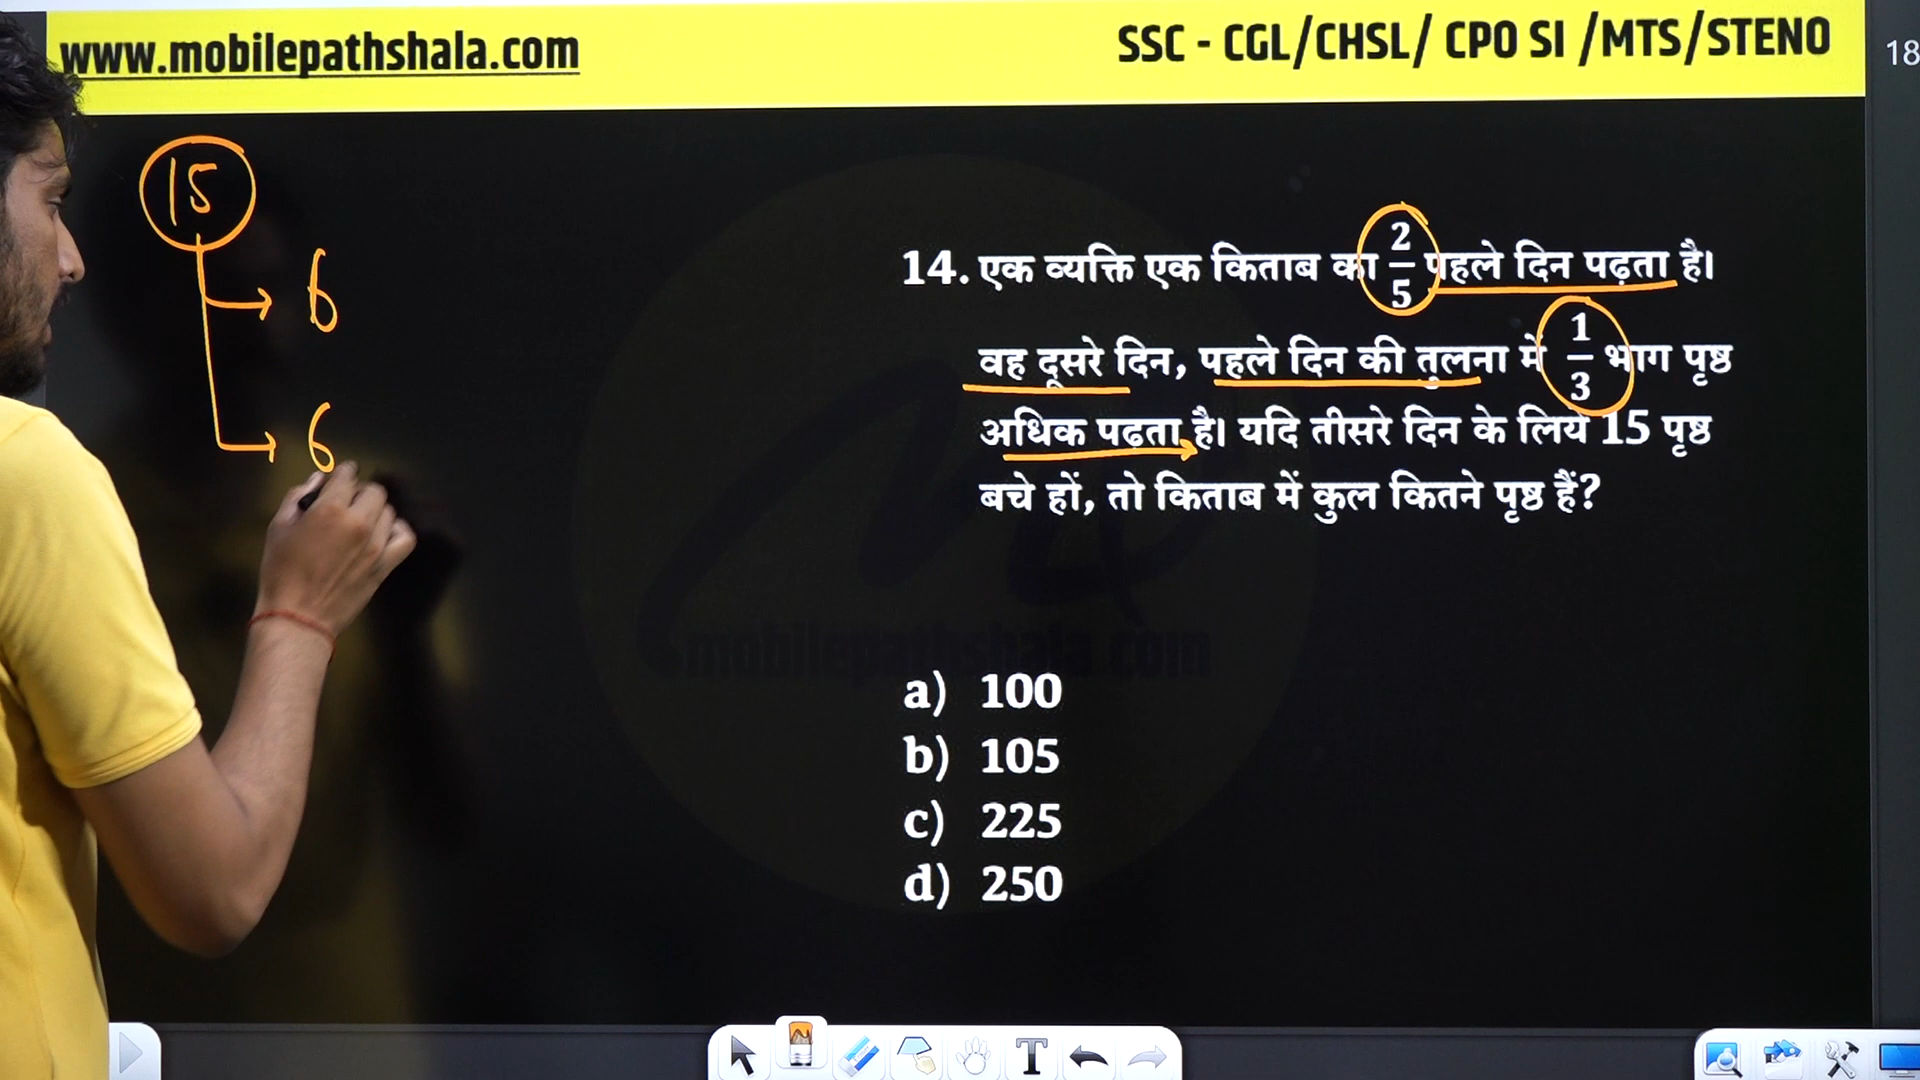 www.mobilepathshala.com
SSC - CGL/CHSL/ CPO SI /MTS/STENO
18
15
6
6
14. एक व्यक्ति एक किताब का 2/5 पहले दिन पढ़ता है।
वह दूसरे दिन, पहले दिन की तुलना में 1/3 भाग पृष्ठ
अधिक पढता है। यदि तीसरे दिन के लिये 15 पृष्ठ
बचे हों, तो किताब में कुल कितने पृष्ठ हैं?
mobilepathshala.com
a) 100
b) 105
c) 225
d) 250
T